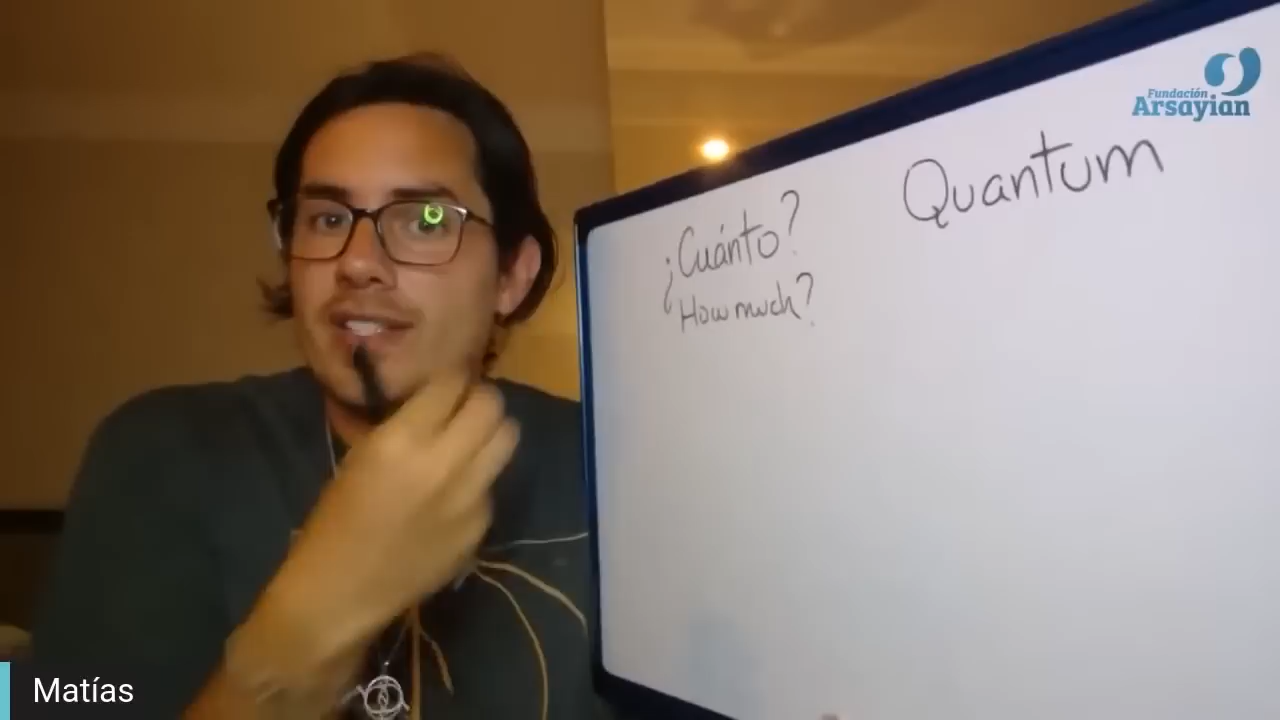 Fundación
Arsayian
Quantum
¿Cuánto?
How much?
Matías